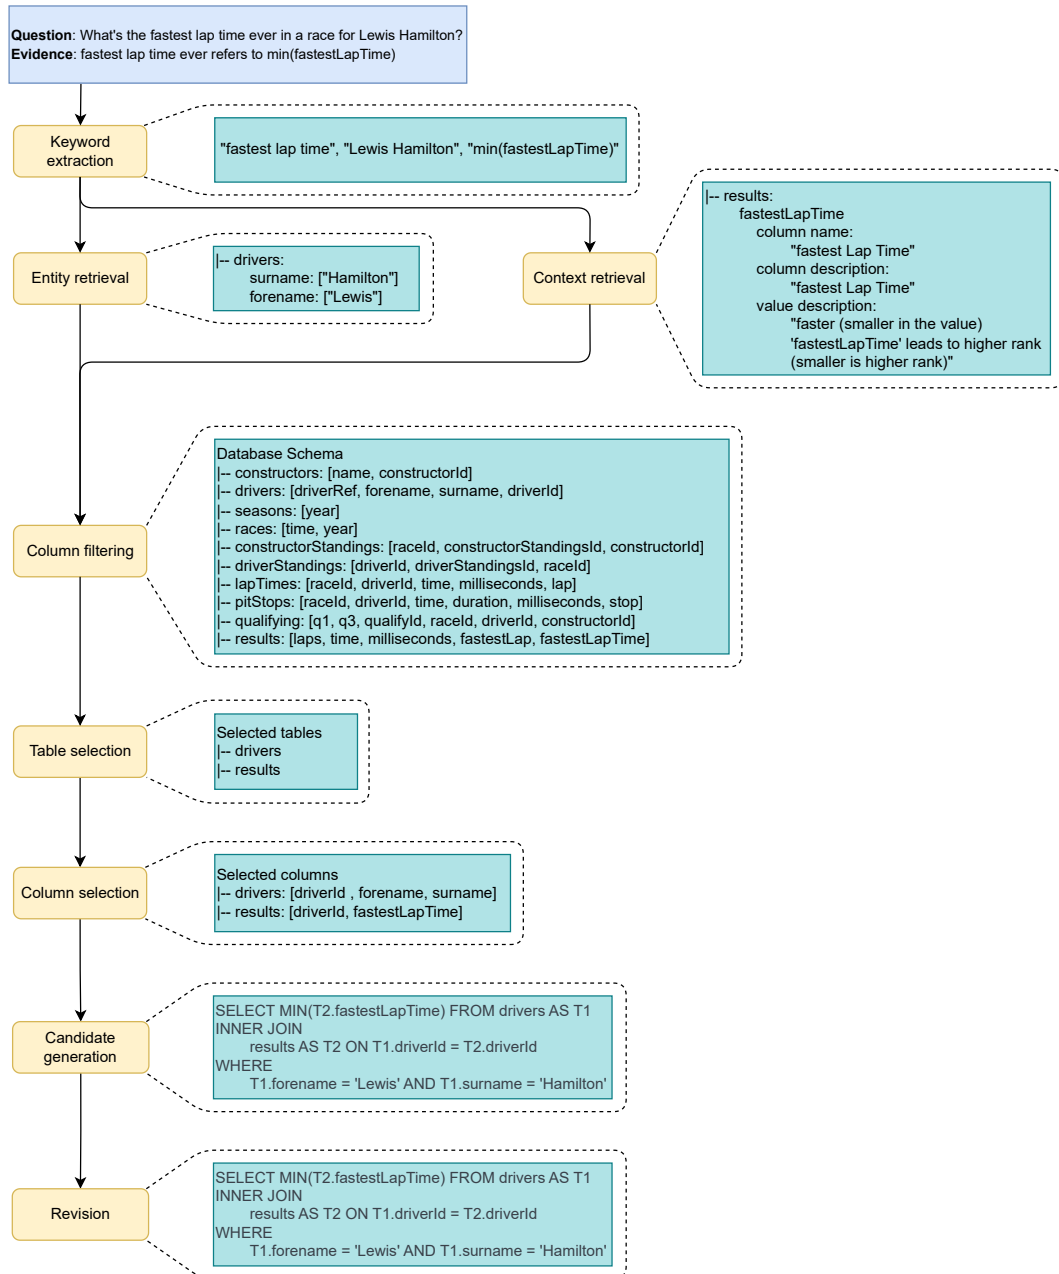 Question: What's the fastest lap time ever in a race for Lewis Hamilton?
Evidence: fastest lap time ever refers to min(fastestLapTime)
Keyword
extraction
"fastest lap time", "Lewis Hamilton", "min(fastestLapTime)"
Entity retrieval
|-- drivers:
surname: ["Hamilton"]
forename: ["Lewis"]
Context retrieval
|-- results:
fastestLapTime
column name:
"fastest Lap Time"
column description:
"fastest Lap Time"
value description:
"faster (smaller in the value)
'fastestLapTime' leads to higher rank
(smaller is higher rank)"
Column filtering
Database Schema
|-- constructors: [name, constructorId]
|-- drivers: [driverRef, forename, surname, driverId]
|-- seasons: [year]
|-- races: [time, year]
|-- constructorStandings: [raceId, constructorStandingsId, constructorId]
|-- driverStandings: [driverId, driverStandingsId, raceId]
|-- lapTimes: [raceId, driverId, time, milliseconds, lap]
|-- pitStops: [raceId, driverId, time, duration, milliseconds, stop]
|-- qualifying: [q1, q3, qualifyId, raceId, driverId, constructorId]
|-- results: [laps, time, milliseconds, fastestLap, fastestLapTime]
Table selection
Selected tables
|-- drivers
|-- results
Column selection
Selected columns
|-- drivers: [driverId , forename, surname]
|-- results: [driverId, fastestLapTime]
Candidate
generation
SELECT MIN(T2.fastestLapTime) FROM drivers AS T1
INNER JOIN
results AS T2 ON T1.driverId = T2.driverId
WHERE
T1.forename = 'Lewis' AND T1.surname = 'Hamilton'
Revision
SELECT MIN(T2.fastestLapTime) FROM drivers AS T1
INNER JOIN
results AS T2 ON T1.driverId = T2.driverId
WHERE
T1.forename = 'Lewis' AND T1.surname = 'Hamilton'